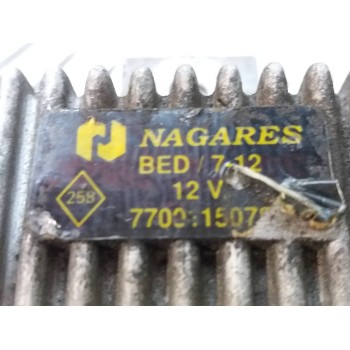 NAGARES
BED / 7-12
258
12 V